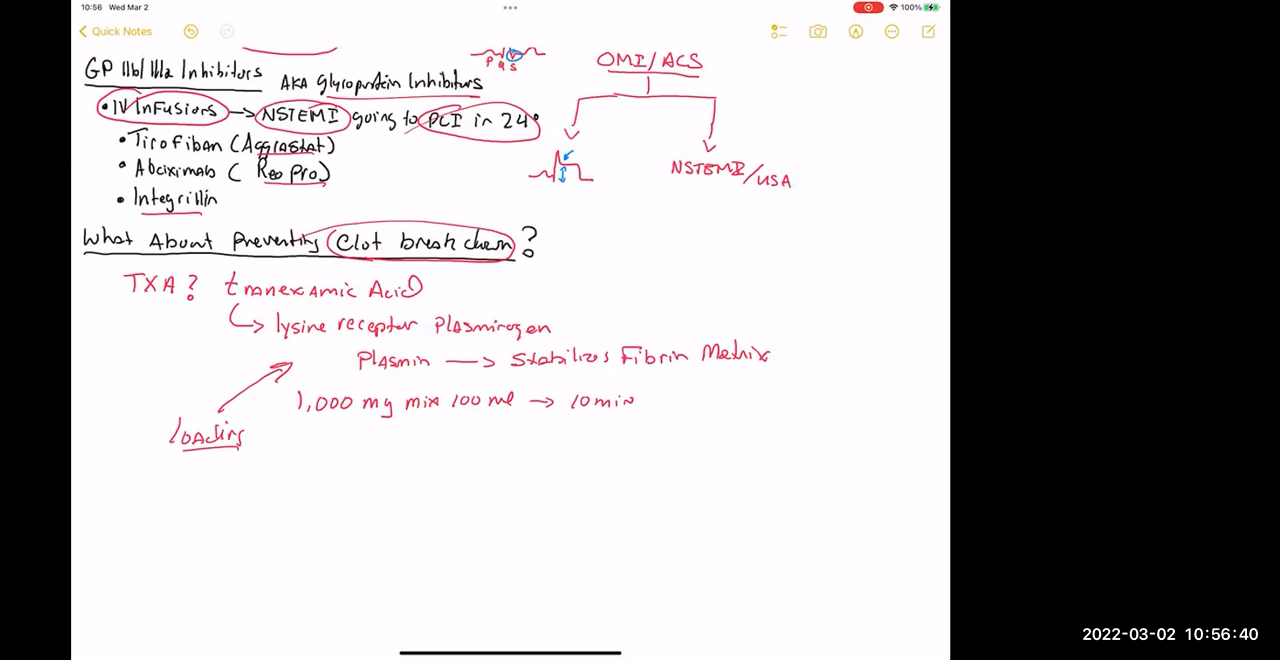 10:56 Wed Mar 2
100%
Quick Notes
P Q S
OMI/ACS
GP IIb/IIIa Inhibitors AKA Glycoprotein Inhibitors
• IV Infusions → NSTEMI going to PCI in 24°
• Tirofiban (Aggrastat)
• Abciximab ( Reo Pro)
• Integrillin
NSTEMI/USA
What About Preventing Clot break down?
TXA? tranexamic Acid
lysine receptor Plasminogen
Plasmin → Stabilizes Fibrin Matrix
1,000 mg mix 100 ml → 10 min
loading
2022-03-02 10:56:40